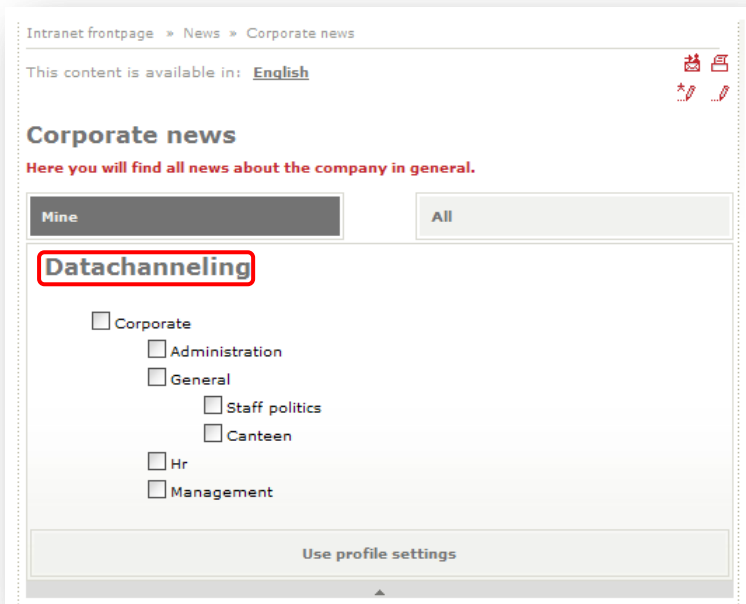 Intranet frontpage » News » Corporate news
This content is available in: English
Corporate news
Here you will find all news about the company in general.
Mine
All
Datachanneling
Corporate
Administration
General
Staff politics
Canteen
Hr
Management
Use profile settings